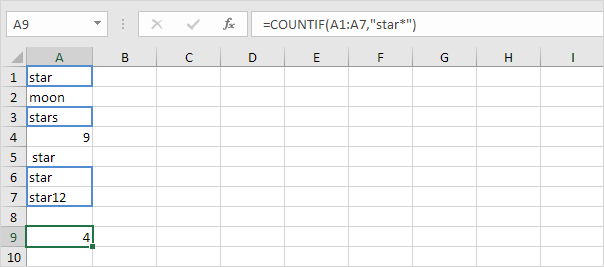 A9 =COUNTIF(A1:A7,"star*")
A B C D E F G H I
1 star
2 moon
3 stars
4 9
5 star
6 star
7 star12
8
9 4
10